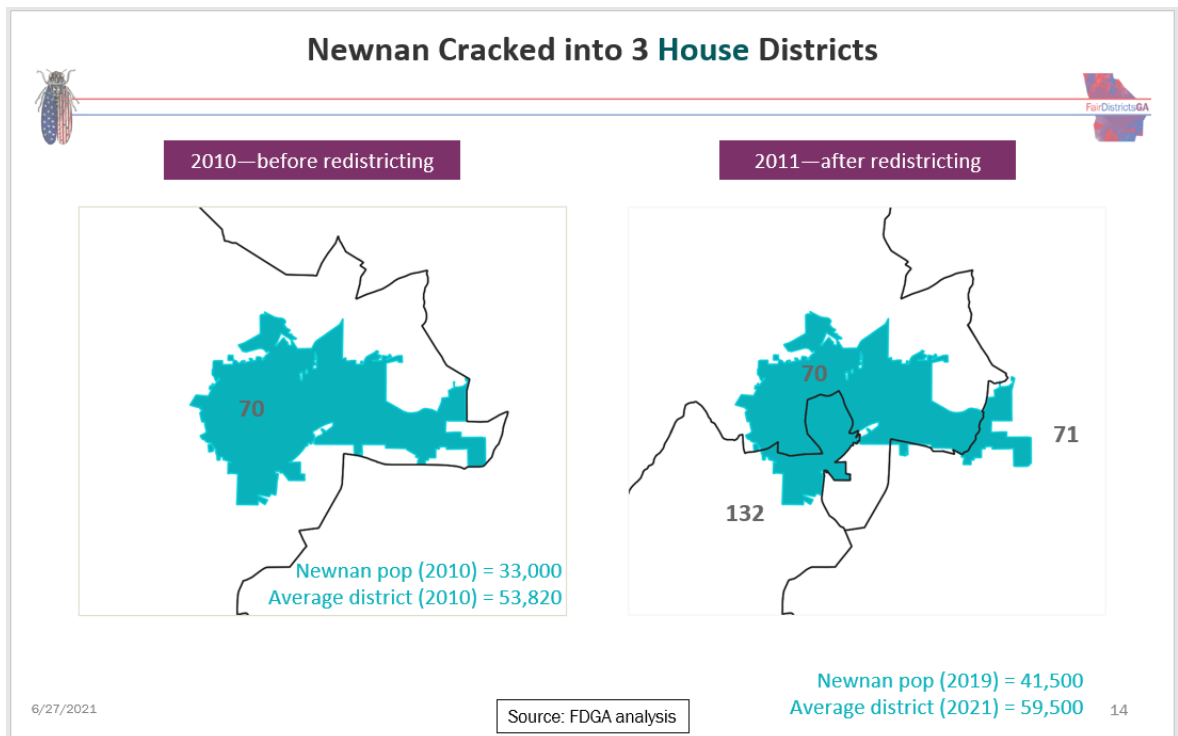 Newnan Cracked into 3 House Districts
FairDistrictsGA
2010—before redistricting
2011—after redistricting
70
70
71
132
Newnan pop (2010) = 33,000
Average district (2010) = 53,820
Newnan pop (2019) = 41,500
Average district (2021) = 59,500
6/27/2021
Source: FDGA analysis
14